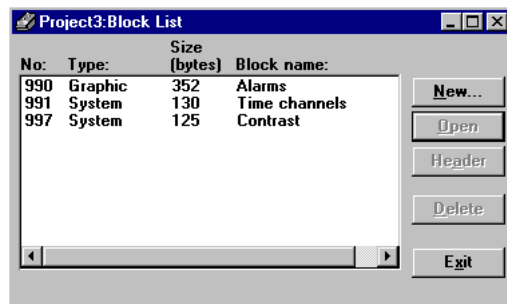 Project3:Block List
Size
No: Type: (bytes) Block name:
990 Graphic 352 Alarms
991 System 130 Time channels
997 System 125 Contrast
New...
Open
Header
Delete
Exit